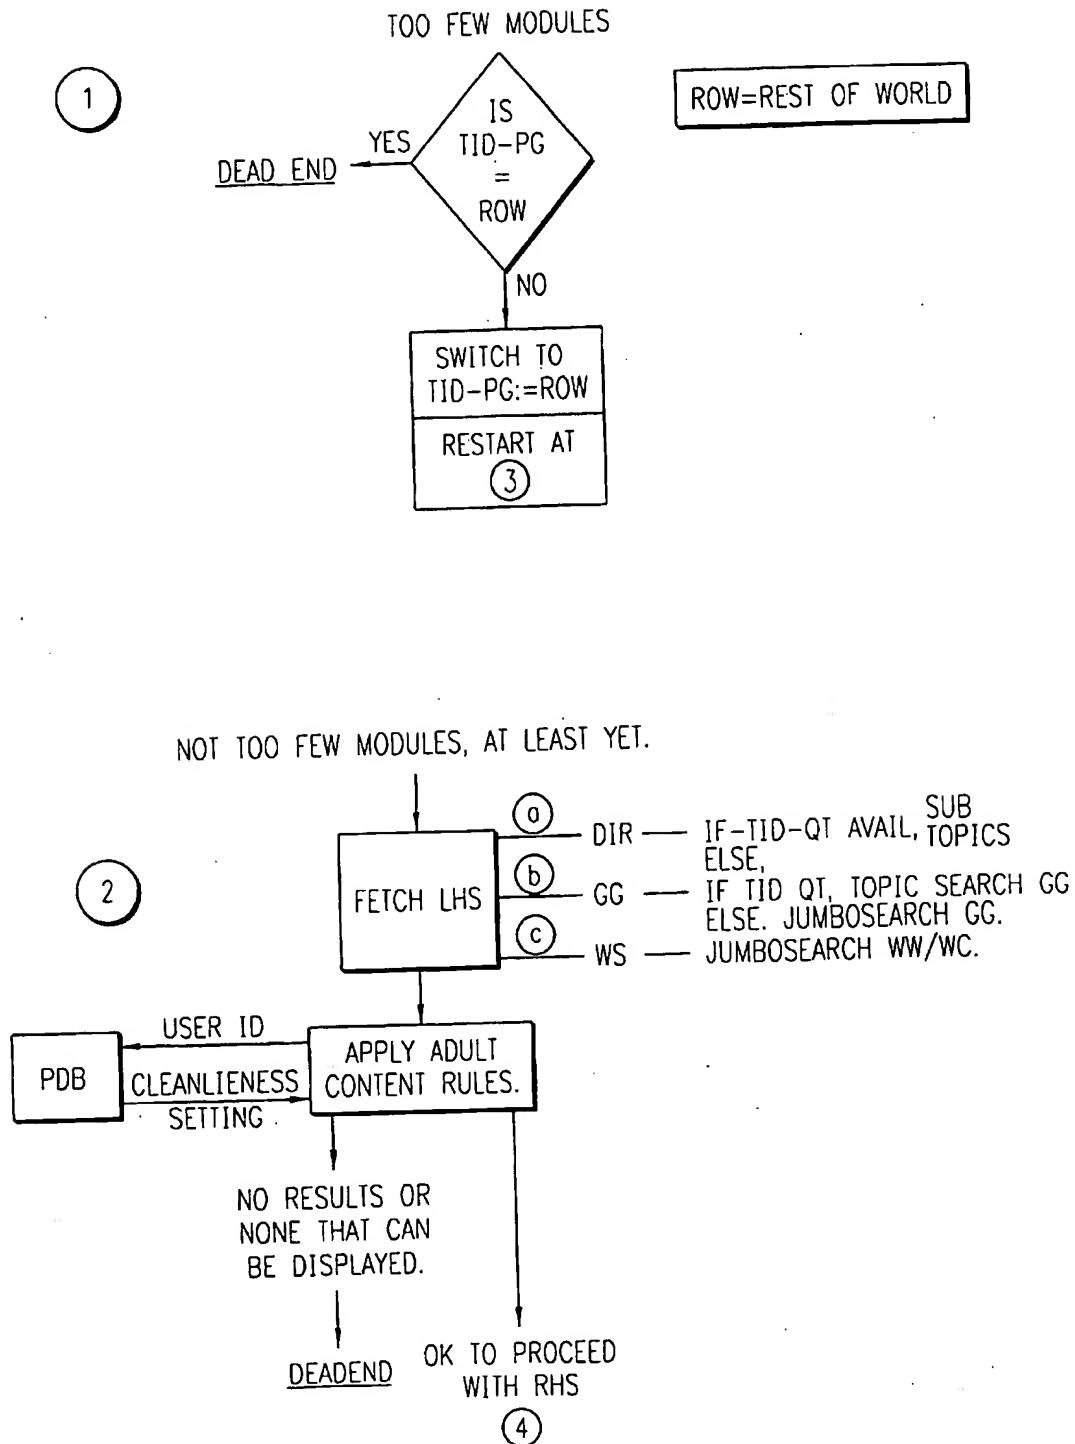 TOO FEW MODULES
1
IS
TID-PG
=
ROW
ROW=REST OF WORLD
YES
DEAD END
NO
SWITCH TO
TID-PG:=ROW
RESTART AT
3
NOT TOO FEW MODULES, AT LEAST YET.
2
FETCH LHS
a
DIR
IF-TID-QT AVAIL, SUB
TOPICS
ELSE,
b
GG
IF TID QT, TOPIC SEARCH GG
ELSE. JUMBOSEARCH GG.
c
WS
JUMBOSEARCH WW/WC.
USER ID
PDB
CLEANLIENESS
SETTING
APPLY ADULT
CONTENT RULES.
NO RESULTS OR
NONE THAT CAN
BE DISPLAYED.
DEADEND
OK TO PROCEED
WITH RHS
4